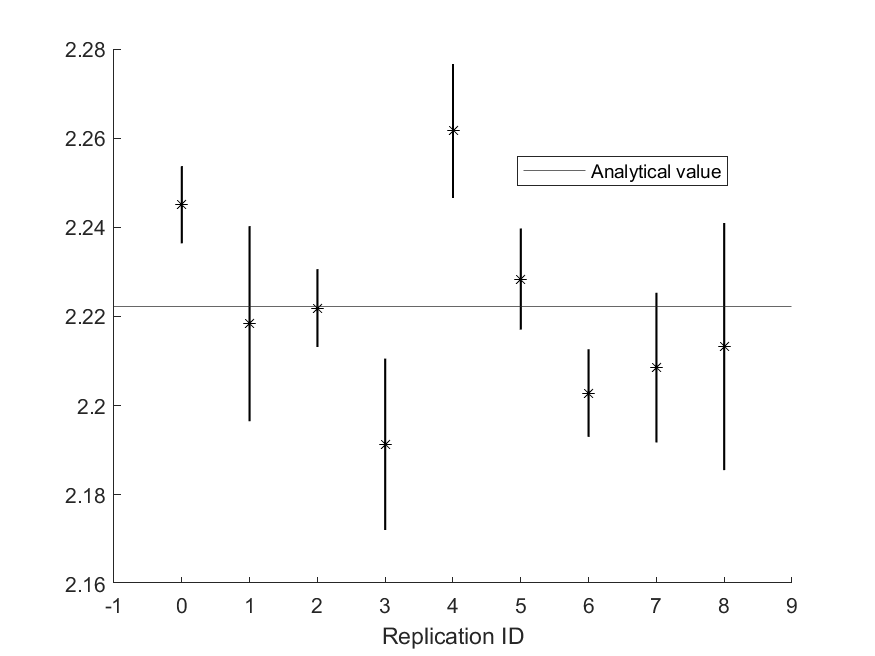 2.28
2.26
Analytical value
2.24
2.22
2.2
2.18
2.16
-1 0 1 2 3 4 5 6 7 8 9
Replication ID